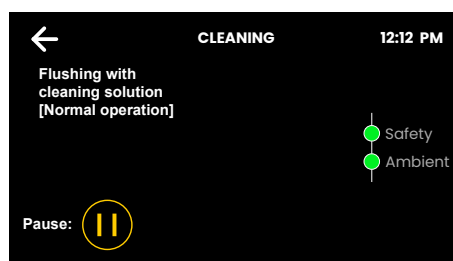 CLEANING
12:12 PM
Flushing with
cleaning solution
[Normal operation]
Safety
Ambient
Pause: